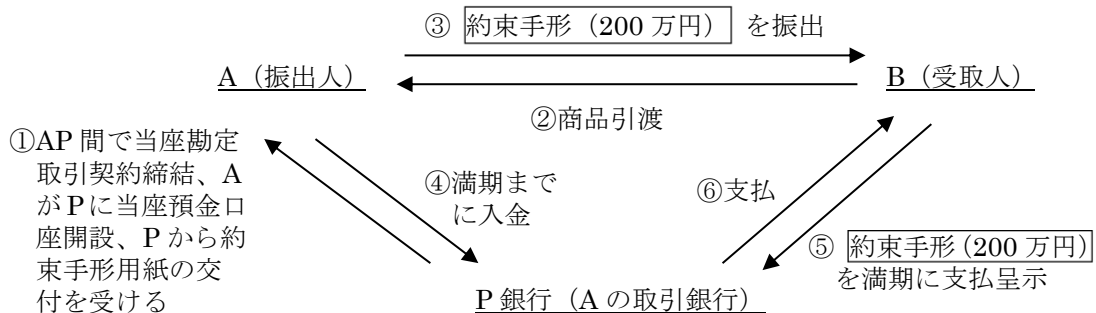 ③ 約束手形（200 万円） を振出
A（振出人）
B（受取人）
②商品引渡
①AP 間で当座勘定
取引契約締結、A
が P に当座預金口
座開設、P から約
束手形用紙の交
付を受ける
④満期まで
に入金
⑥支払
⑤ 約束手形（200 万円）
を満期に支払呈示
P 銀行（A の取引銀行）